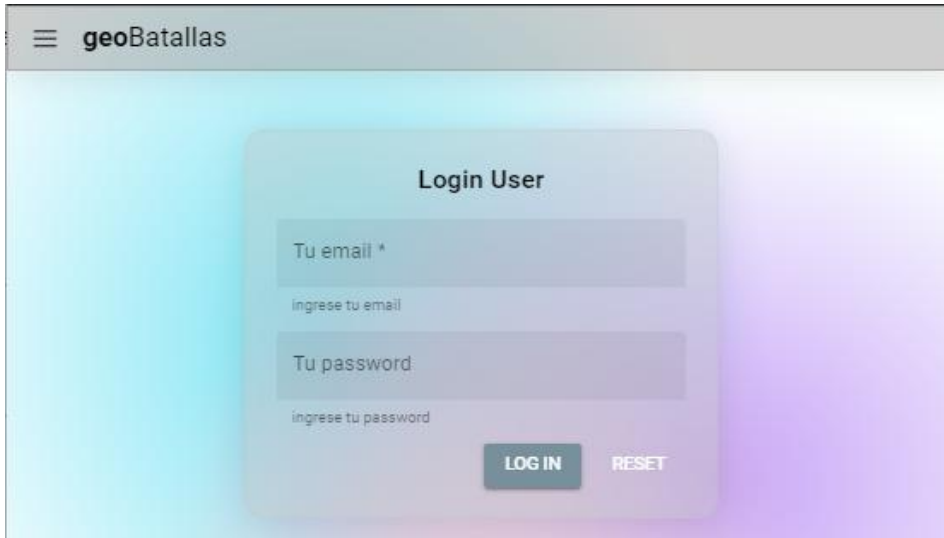 geoBatallas
Login User
Tu email *
ingrese tu email
Tu password
ingrese tu password
LOG IN RESET